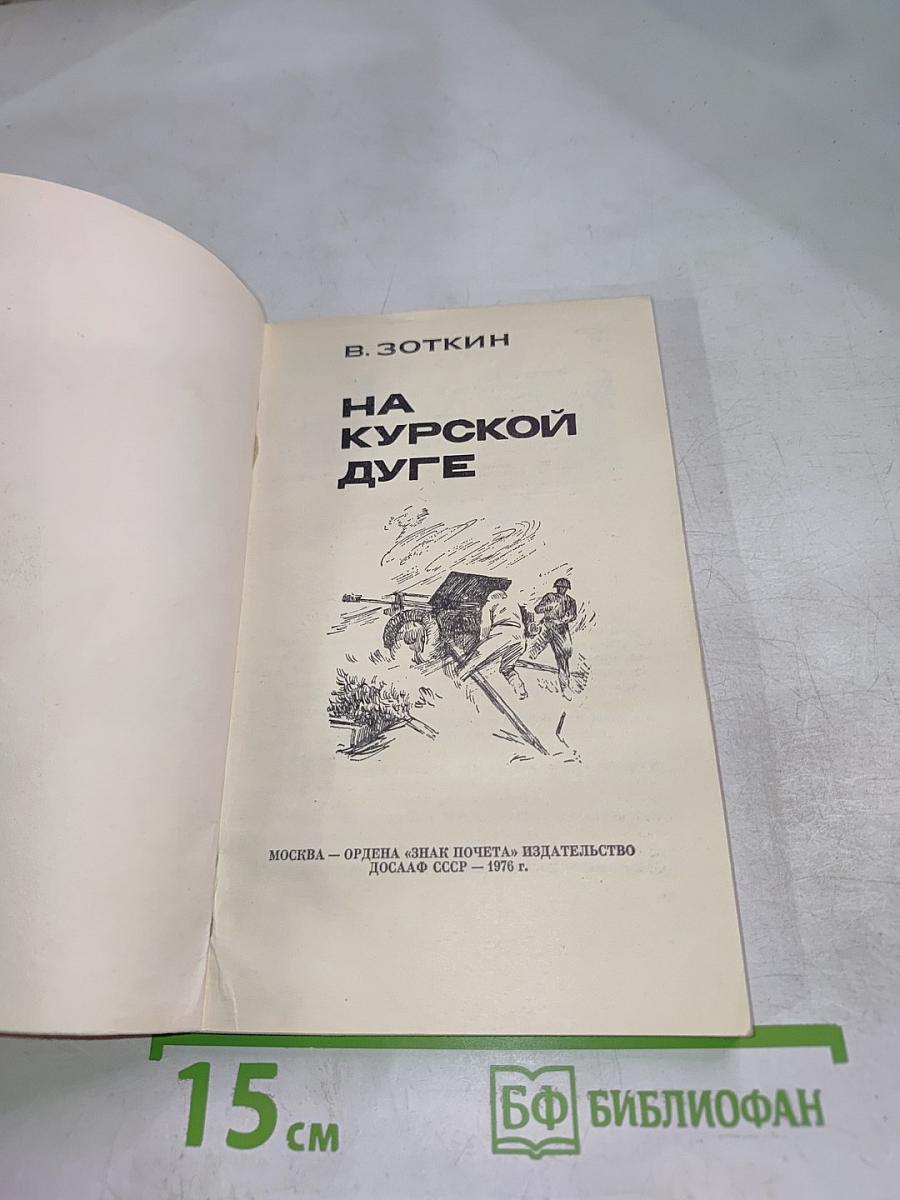 В. ЗОТКИН
НА
КУРСКОЙ
ДУГЕ
МОСКВА — ОРДЕНА «ЗНАК ПОЧЕТА» ИЗДАТЕЛЬСТВО
ДОСААФ СССР — 1976 г.
15 см
БФ БИБЛИОФАН